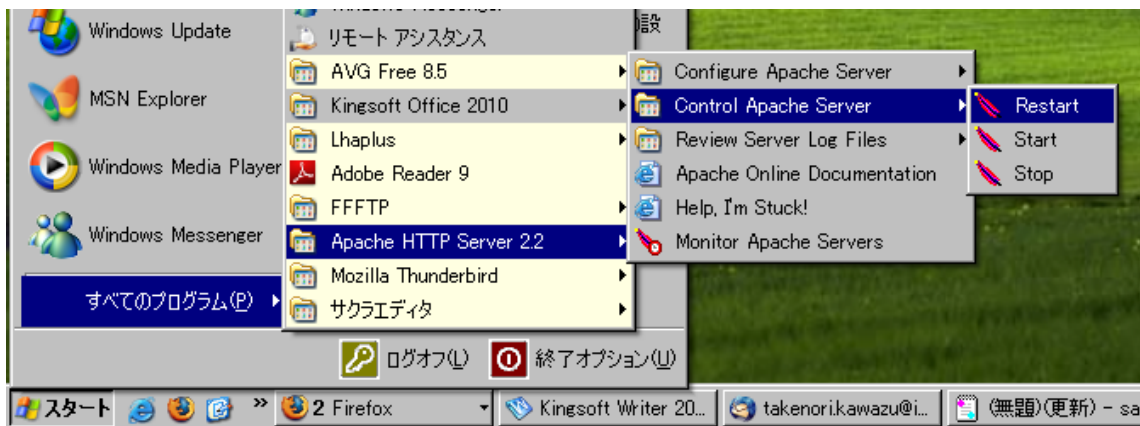 Windows Update
MSN Explorer
Windows Media Player
Windows Messenger
すべてのプログラム(P)
リモート アシスタンス
AVG Free 8.5
Kingsoft Office 2010
Lhaplus
Adobe Reader 9
FFFTP
Apache HTTP Server 2.2
Mozilla Thunderbird
サクラエディタ
設
Configure Apache Server
Control Apache Server
Review Server Log Files
Apache Online Documentation
Help, I'm Stuck!
Monitor Apache Servers
Restart
Start
Stop
ログオフ(L)
終了オプション(U)
スタート
2 Firefox
Kingsoft Writer 20...
takenori.kawazu@i...
(無題)(更新) - sa